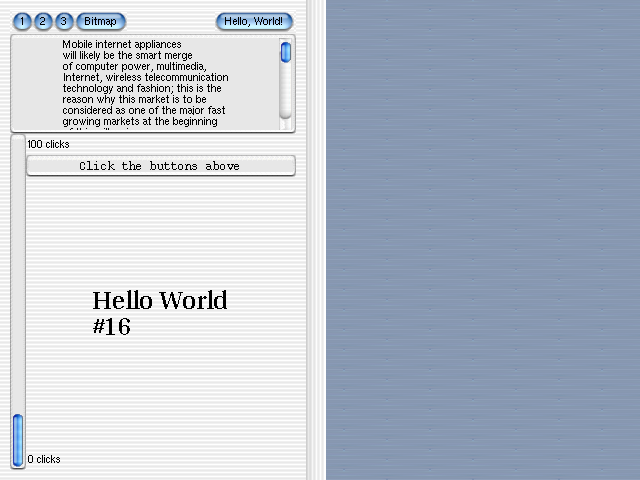 1 2 3 Bitmap Hello, World!
Mobile internet appliances
will likely be the smart merge
of computer power, multimedia,
Internet, wireless telecommunication
technology and fashion; this is the
reason why this market is to be
considered as one of the major fast
growing markets at the beginning
100 clicks
Click the buttons above
Hello World
#16
0 clicks